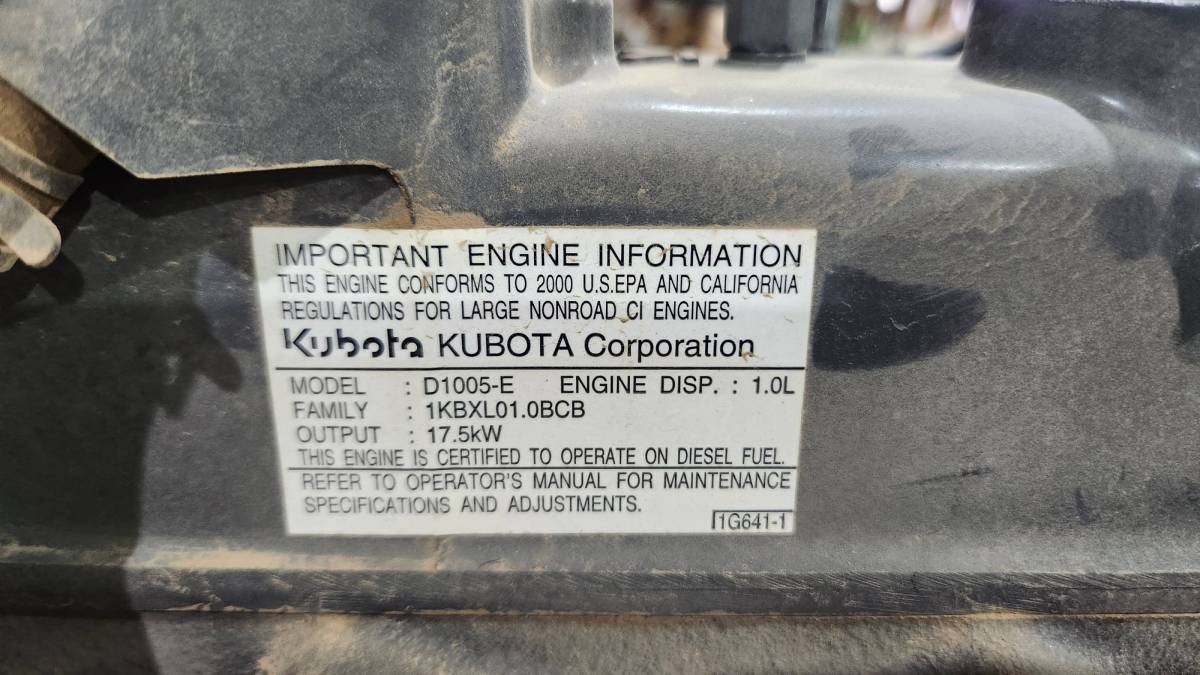 IMPORTANT ENGINE INFORMATION
THIS ENGINE CONFORMS TO 2000 U.S.EPA AND CALIFORNIA
REGULATIONS FOR LARGE NONROAD CI ENGINES.
Kubota KUBOTA Corporation
MODEL : D1005-E ENGINE DISP. : 1.0L
FAMILY : 1KBXL01.0BCB
OUTPUT : 17.5kW
THIS ENGINE IS CERTIFIED TO OPERATE ON DIESEL FUEL.
REFER TO OPERATOR'S MANUAL FOR MAINTENANCE
SPECIFICATIONS AND ADJUSTMENTS.
1G641-1